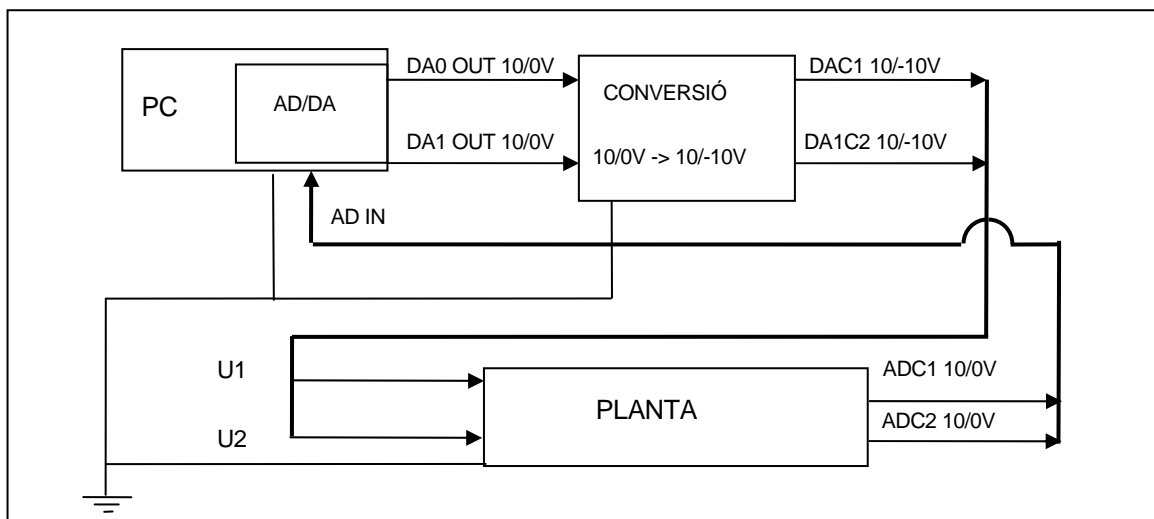 DA0 OUT 10/0V
DAC1 10/-10V
CONVERSIÓ
PC
AD/DA
DA1 OUT 10/0V
10/0V -> 10/-10V
DA1C2 10/-10V
AD IN
U1
ADC1 10/0V
PLANTA
ADC2 10/0V
U2